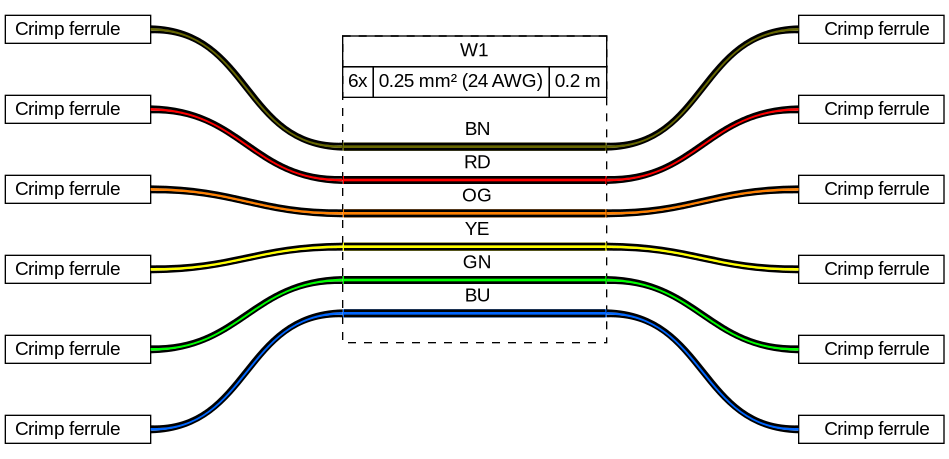 Crimp ferrule
Crimp ferrule
W1
6x 0.25 mm² (24 AWG) 0.2 m
Crimp ferrule
Crimp ferrule
BN
RD
Crimp ferrule
Crimp ferrule
OG
YE
Crimp ferrule
Crimp ferrule
GN
BU
Crimp ferrule
Crimp ferrule
Crimp ferrule
Crimp ferrule